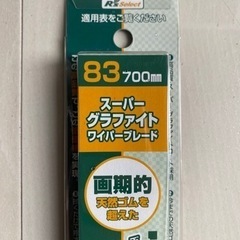 R's Select
適用表をご覧ください
83 700mm
スーパー
グラファイト
ワイパーブレード
画期的
天然ゴムを
超えた